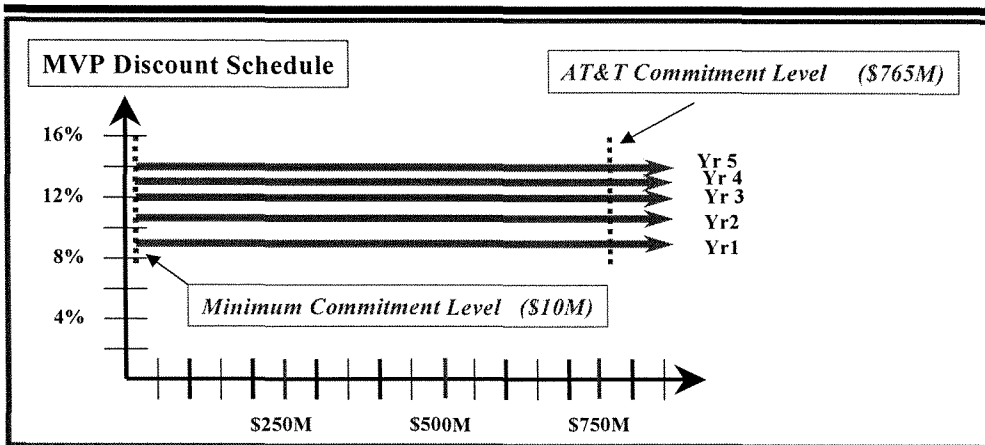 MVP Discount Schedule
AT&T Commitment Level ($765M)
16%
12%
8%
4%
Yr 5
Yr 4
Yr 3
Yr2
Yr1
Minimum Commitment Level ($10M)
$250M $500M $750M